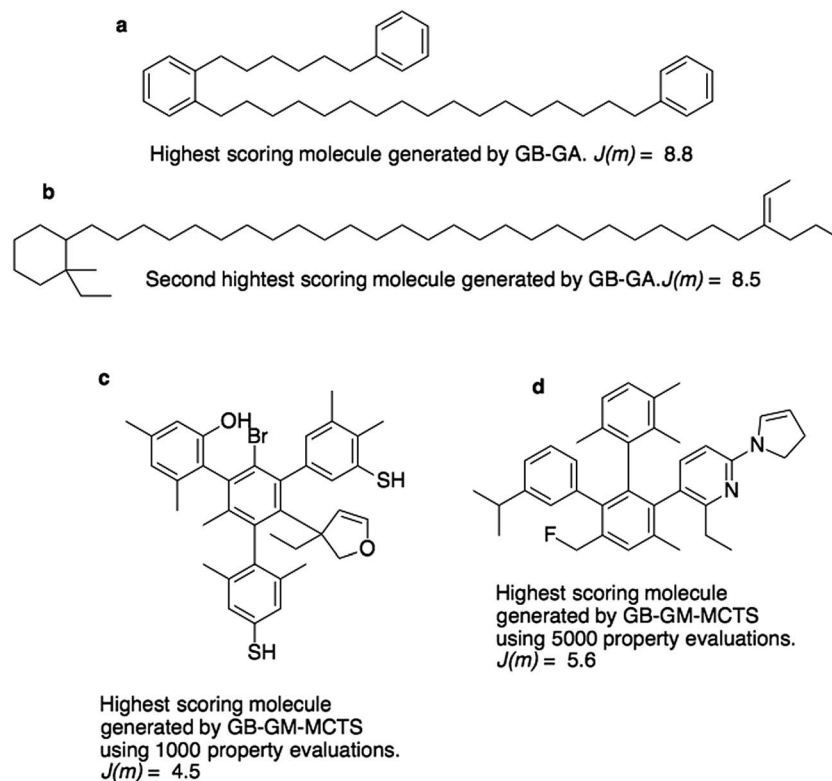 a
Highest scoring molecule generated by GB-GA. J(m) = 8.8
b
Second hightest scoring molecule generated by GB-GA.J(m) = 8.5
c
OH
Br
SH
O
SH
Highest scoring molecule
generated by GB-GM-MCTS
using 1000 property evaluations.
J(m) = 4.5
d
N
N
F
Highest scoring molecule
generated by GB-GM-MCTS
using 5000 property evaluations.
J(m) = 5.6